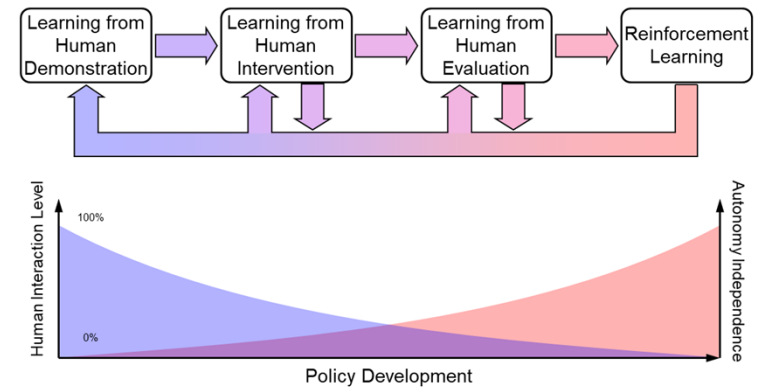 Learning from
Human
Demonstration
Learning from
Human
Intervention
Learning from
Human
Evaluation
Reinforcement
Learning
Human Interaction Level
100%
0%
Autonomy Independence
Policy Development